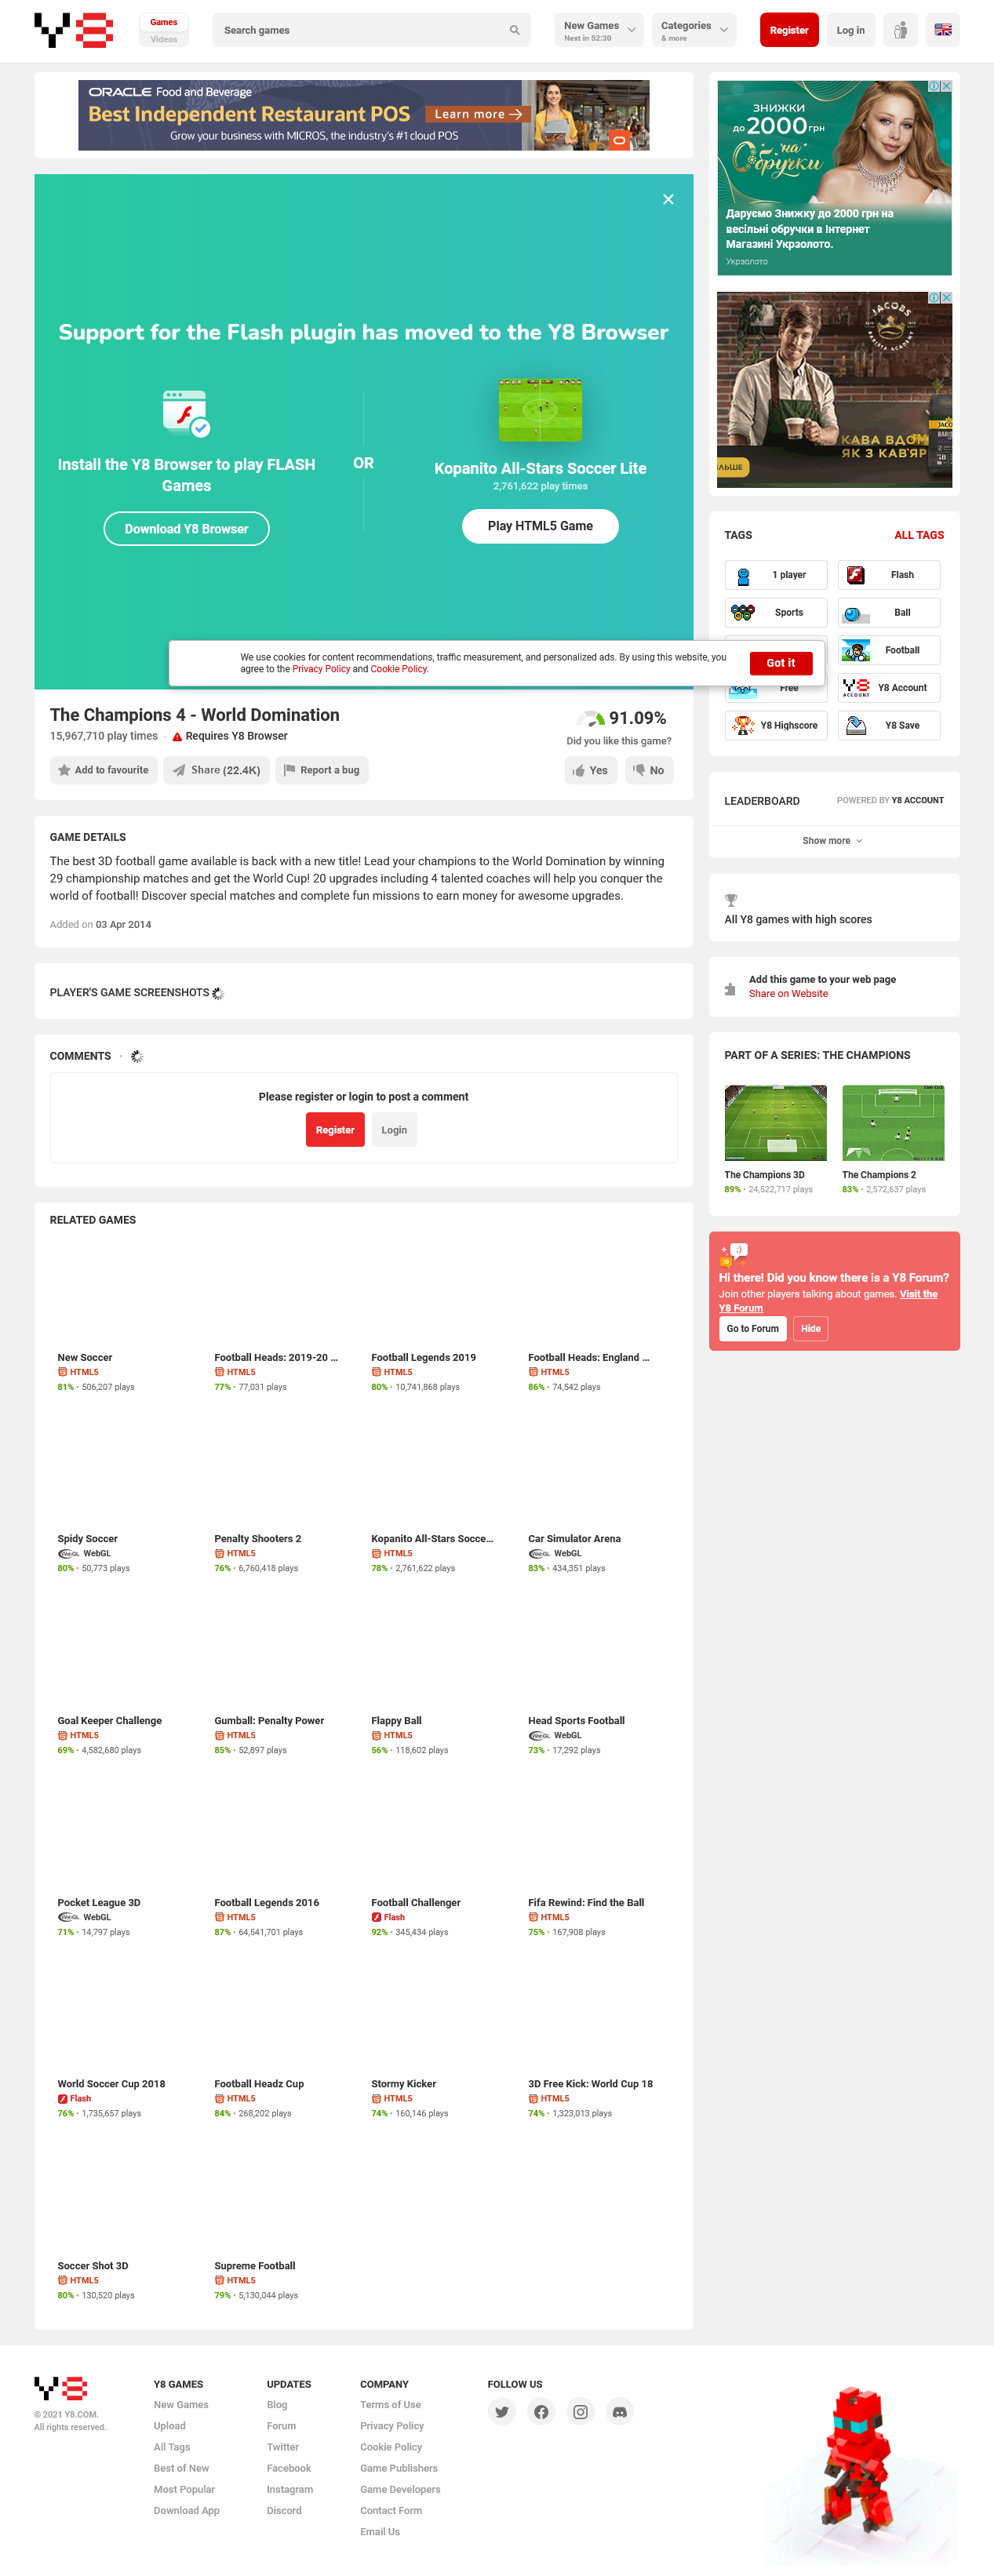 Y8
Games
Videos
Search games
New Games
Next in 52:30
Categories
& more
Register
Log in
ORACLE Food and Beverage
Best Independent Restaurant POS
Learn more →
Grow your business with MICROS, the industry's #1 cloud POS
ЗНИЖКИ
до 2000 грн
на
Обручки
Даруємо Знижку до 2000 грн на
весільні обручки в Інтернет
Магазині Укрзолото.
Укрзолото
JACOBS
КАВА ВДОМ
ЯК З КАВ'ЯР
ІЛЬШЕ
Support for the Flash plugin has moved to the Y8 Browser
Install the Y8 Browser to play FLASH
Games
Download Y8 Browser
OR
Kopanito All-Stars Soccer Lite
2,761,622 play times
Play HTML5 Game
TAGS
ALL TAGS
1 player
Flash
Sports
Ball
Football
Free
Y8 Account
Y8 Highscore
Y8 Save
We use cookies for content recommendations, traffic measurement, and personalized ads. By using this website, you
agree to the Privacy Policy and Cookie Policy.
Got it
The Champions 4 - World Domination
15,967,710 play times · Requires Y8 Browser
91.09%
Did you like this game?
Add to favourite
Share (22.4K)
Report a bug
Yes
No
LEADERBOARD
POWERED BY Y8 ACCOUNT
Show more
GAME DETAILS
The best 3D football game available is back with a new title! Lead your champions to the World Domination by winning
29 championship matches and get the World Cup! 20 upgrades including 4 talented coaches will help you conquer the
world of football! Discover special matches and complete fun missions to earn money for awesome upgrades.
Added on 03 Apr 2014
All Y8 games with high scores
Add this game to your web page
Share on Website
PLAYER'S GAME SCREENSHOTS
COMMENTS ·
Please register or login to post a comment
Register
Login
PART OF A SERIES: THE CHAMPIONS
The Champions 3D
89% • 24,522,717 plays
The Champions 2
83% • 2,572,637 plays
Hi there! Did you know there is a Y8 Forum?
Join other players talking about games. Visit the
Y8 Forum
Go to Forum
Hide
RELATED GAMES
New Soccer
HTML5
81% • 506,207 plays
Football Heads: 2019-20 ...
HTML5
77% • 77,031 plays
Football Legends 2019
HTML5
80% • 10,741,868 plays
Football Heads: England ...
HTML5
86% • 74,542 plays
Spidy Soccer
WebGL
80% • 50,773 plays
Penalty Shooters 2
HTML5
76% • 6,760,418 plays
Kopanito All-Stars Socce...
HTML5
78% • 2,761,622 plays
Car Simulator Arena
WebGL
83% • 434,351 plays
Goal Keeper Challenge
HTML5
69% • 4,582,680 plays
Gumball: Penalty Power
HTML5
85% • 52,897 plays
Flappy Ball
HTML5
56% • 118,602 plays
Head Sports Football
WebGL
73% • 17,292 plays
Pocket League 3D
WebGL
71% • 14,797 plays
Football Legends 2016
HTML5
87% • 64,541,701 plays
Football Challenger
Flash
92% • 345,434 plays
Fifa Rewind: Find the Ball
HTML5
75% • 167,908 plays
World Soccer Cup 2018
Flash
76% • 1,735,657 plays
Football Headz Cup
HTML5
84% • 268,202 plays
Stormy Kicker
HTML5
74% • 160,146 plays
3D Free Kick: World Cup 18
HTML5
74% • 1,323,013 plays
Soccer Shot 3D
HTML5
80% • 130,520 plays
Supreme Football
HTML5
79% • 5,130,044 plays
Y8
© 2021 Y8.COM.
All rights reserved.
Y8 GAMES
New Games
Upload
All Tags
Best of New
Most Popular
Download App
UPDATES
Blog
Forum
Twitter
Facebook
Instagram
Discord
COMPANY
Terms of Use
Privacy Policy
Cookie Policy
Game Publishers
Game Developers
Contact Form
Email Us
FOLLOW US